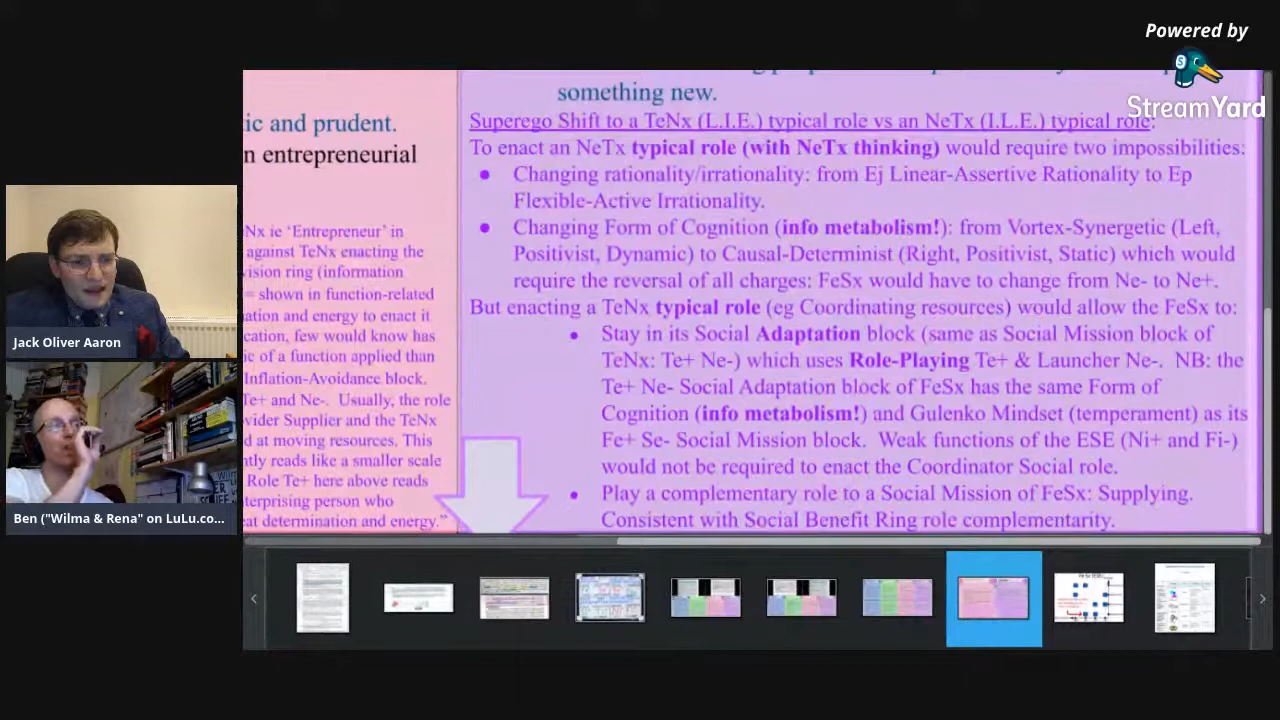 Powered by
StreamYard
something new.
Superego Shift to a TeNx (L.I.E.) typical role vs an NeTx (I.L.E.) typical role:
To enact an NeTx typical role (with NeTx thinking) would require two impossibilities:
● Changing rationality/irrationality: from Ej Linear-Assertive Rationality to Ep
Flexible-Active Irrationality.
● Changing Form of Cognition (info metabolism!): from Vortex-Synergetic (Left,
Positivist, Dynamic) to Causal-Determinist (Right, Positivist, Static) which would
require the reversal of all charges: FeSx would have to change from Ne- to Ne+.
But enacting a TeNx typical role (eg Coordinating resources) would allow the FeSx to:
● Stay in its Social Adaptation block (same as Social Mission block of
TeNx: Te+ Ne-) which uses Role-Playing Te+ & Launcher Ne-. NB: the
Te+ Ne- Social Adaptation block of FeSx has the same Form of
Cognition (info metabolism!) and Gulenko Mindset (temperament) as its
Fe+ Se- Social Mission block. Weak functions of the ESE (Ni+ and Fi-)
would not be required to enact the Coordinator Social role.
● Play a complementary role to a Social Mission of FeSx: Supplying.
Consistent with Social Benefit Ring role complementarity.
ic and prudent.
n entrepreneurial
Nx ie 'Entrepreneur' in
against TeNx enacting the
vision ring (information
= shown in function-related
ation and energy to enact it
cation, few would know has
ic of a function applied than
Inflation-Avoidance block.
Te+ and Ne-. Usually, the role
vider Supplier and the TeNx
d at moving resources. This
ntly reads like a smaller scale
Role Te+ here above reads
terprising person who
eat determination and energy."
Jack Oliver Aaron
Ben ("Wilma & Rena" on LuLu.co...